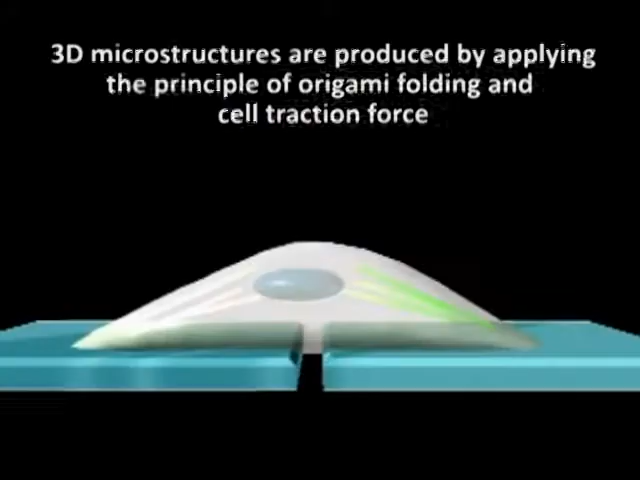 3D microstructures are produced by applying
the principle of origami folding and
cell traction force